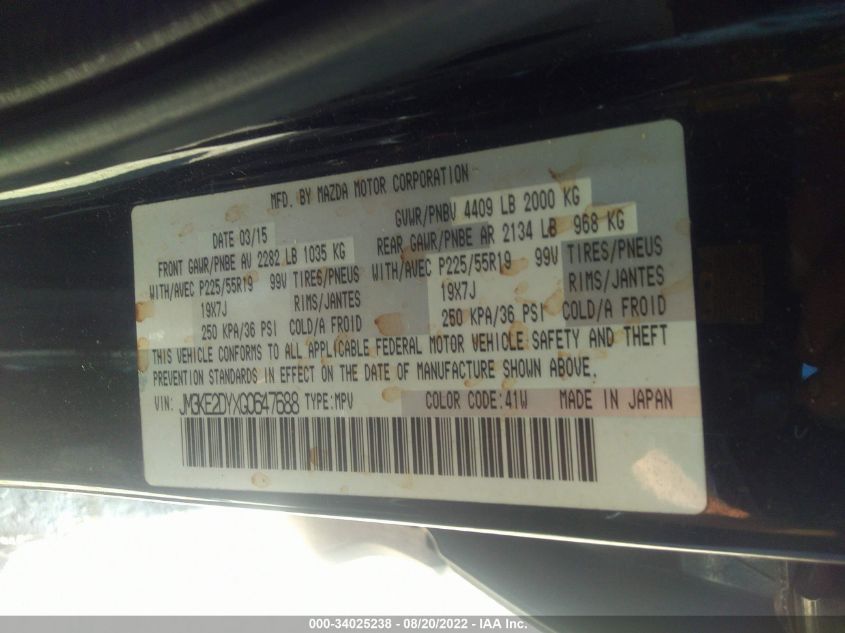 MFD. BY MAZDA MOTOR CORPORATION
DATE 03/15 GVWR/PNBV 4409 LB 2000 KG
FRONT GAWR/PNBE AV 2282 LB 1035 KG REAR GAWR/PNBE AR 2134 LB 968 KG
WITH/AVEC P225/55R19 99V TIRES/PNEUS WITH/AVEC P225/55R19 99V TIRES/PNEUS
19X7J RIMS/JANTES 19X7J RIMS/JANTES
250 KPA/36 PSI COLD/A FROID 250 KPA/36 PSI COLD/A FROID
THIS VEHICLE CONFORMS TO ALL APPLICABLE FEDERAL MOTOR VEHICLE SAFETY AND THEFT
PREVENTION STANDARDS IN EFFECT ON THE DATE OF MANUFACTURE SHOWN ABOVE.
VIN: JM3KE2DYXG0647688 TYPE:MPV COLOR CODE:41W MADE IN JAPAN
000-34025238 - 08/20/2022 - IAA Inc.